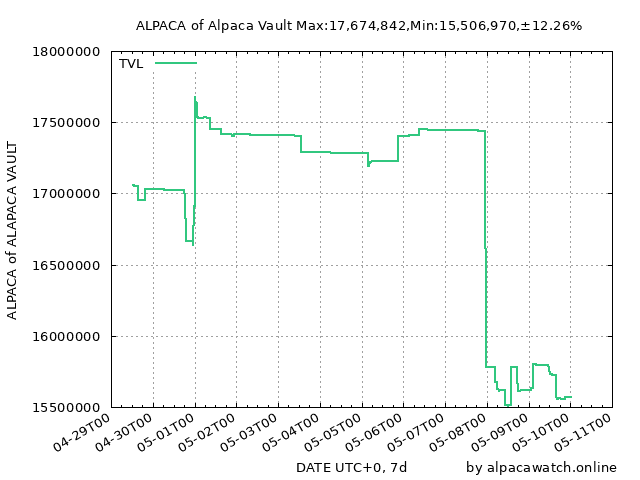 ALPACA of Alpaca Vault Max:17,674,842,Min:15,506,970,±12.26%
TVL
ALPACA of ALAPACA VAULT
18000000
17500000
17000000
16500000
16000000
15500000
04-29T00
04-30T00
05-01T00
05-02T00
05-03T00
05-04T00
05-05T00
05-06T00
05-07T00
05-08T00
05-09T00
05-10T00
05-11T00
DATE UTC+0, 7d
by alpacawatch.online